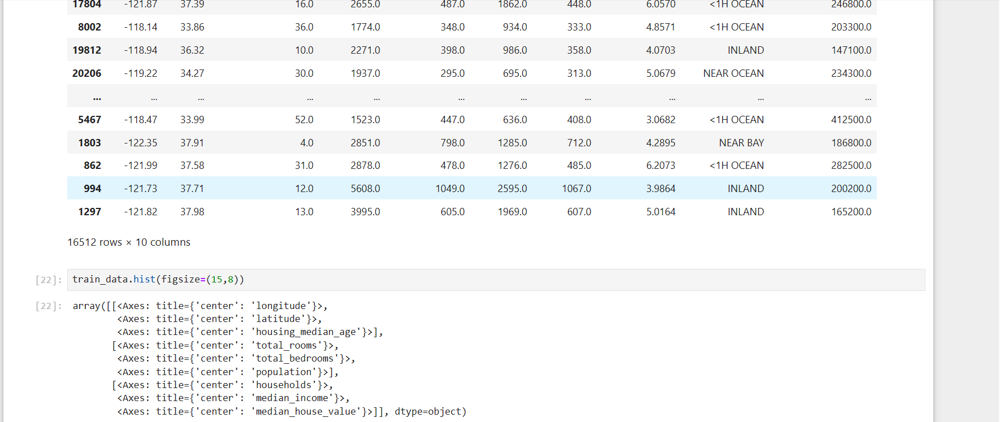 17804 -121.87 37.39 16.0 2655.0 487.0 1862.0 448.0 6.0570 <1H OCEAN 246800.0
8002 -118.14 33.86 36.0 1774.0 348.0 934.0 333.0 4.8571 <1H OCEAN 203300.0
19812 -118.94 36.32 10.0 2271.0 398.0 986.0 358.0 4.0703 INLAND 147100.0
20206 -119.22 34.27 30.0 1937.0 295.0 695.0 313.0 5.0679 NEAR OCEAN 234300.0
... ... ... ... ... ... ... ... ... ... ...
5467 -118.47 33.99 52.0 1523.0 447.0 636.0 408.0 3.0682 <1H OCEAN 412500.0
1803 -122.35 37.91 4.0 2851.0 798.0 1285.0 712.0 4.2895 NEAR BAY 186800.0
862 -121.99 37.58 31.0 2878.0 478.0 1276.0 485.0 6.2073 <1H OCEAN 282500.0
994 -121.73 37.71 12.0 5608.0 1049.0 2595.0 1067.0 3.9864 INLAND 200200.0
1297 -121.82 37.98 13.0 3995.0 605.0 1969.0 607.0 5.0164 INLAND 165200.0
16512 rows × 10 columns
[22]: train_data.hist(figsize=(15,8))
[22]: array([[<Axes: title={'center': 'longitude'}>,
<Axes: title={'center': 'latitude'}>,
<Axes: title={'center': 'housing_median_age'}>],
[<Axes: title={'center': 'total_rooms'}>,
<Axes: title={'center': 'total_bedrooms'}>,
<Axes: title={'center': 'population'}>],
[<Axes: title={'center': 'households'}>,
<Axes: title={'center': 'median_income'}>,
<Axes: title={'center': 'median_house_value'}>]], dtype=object)